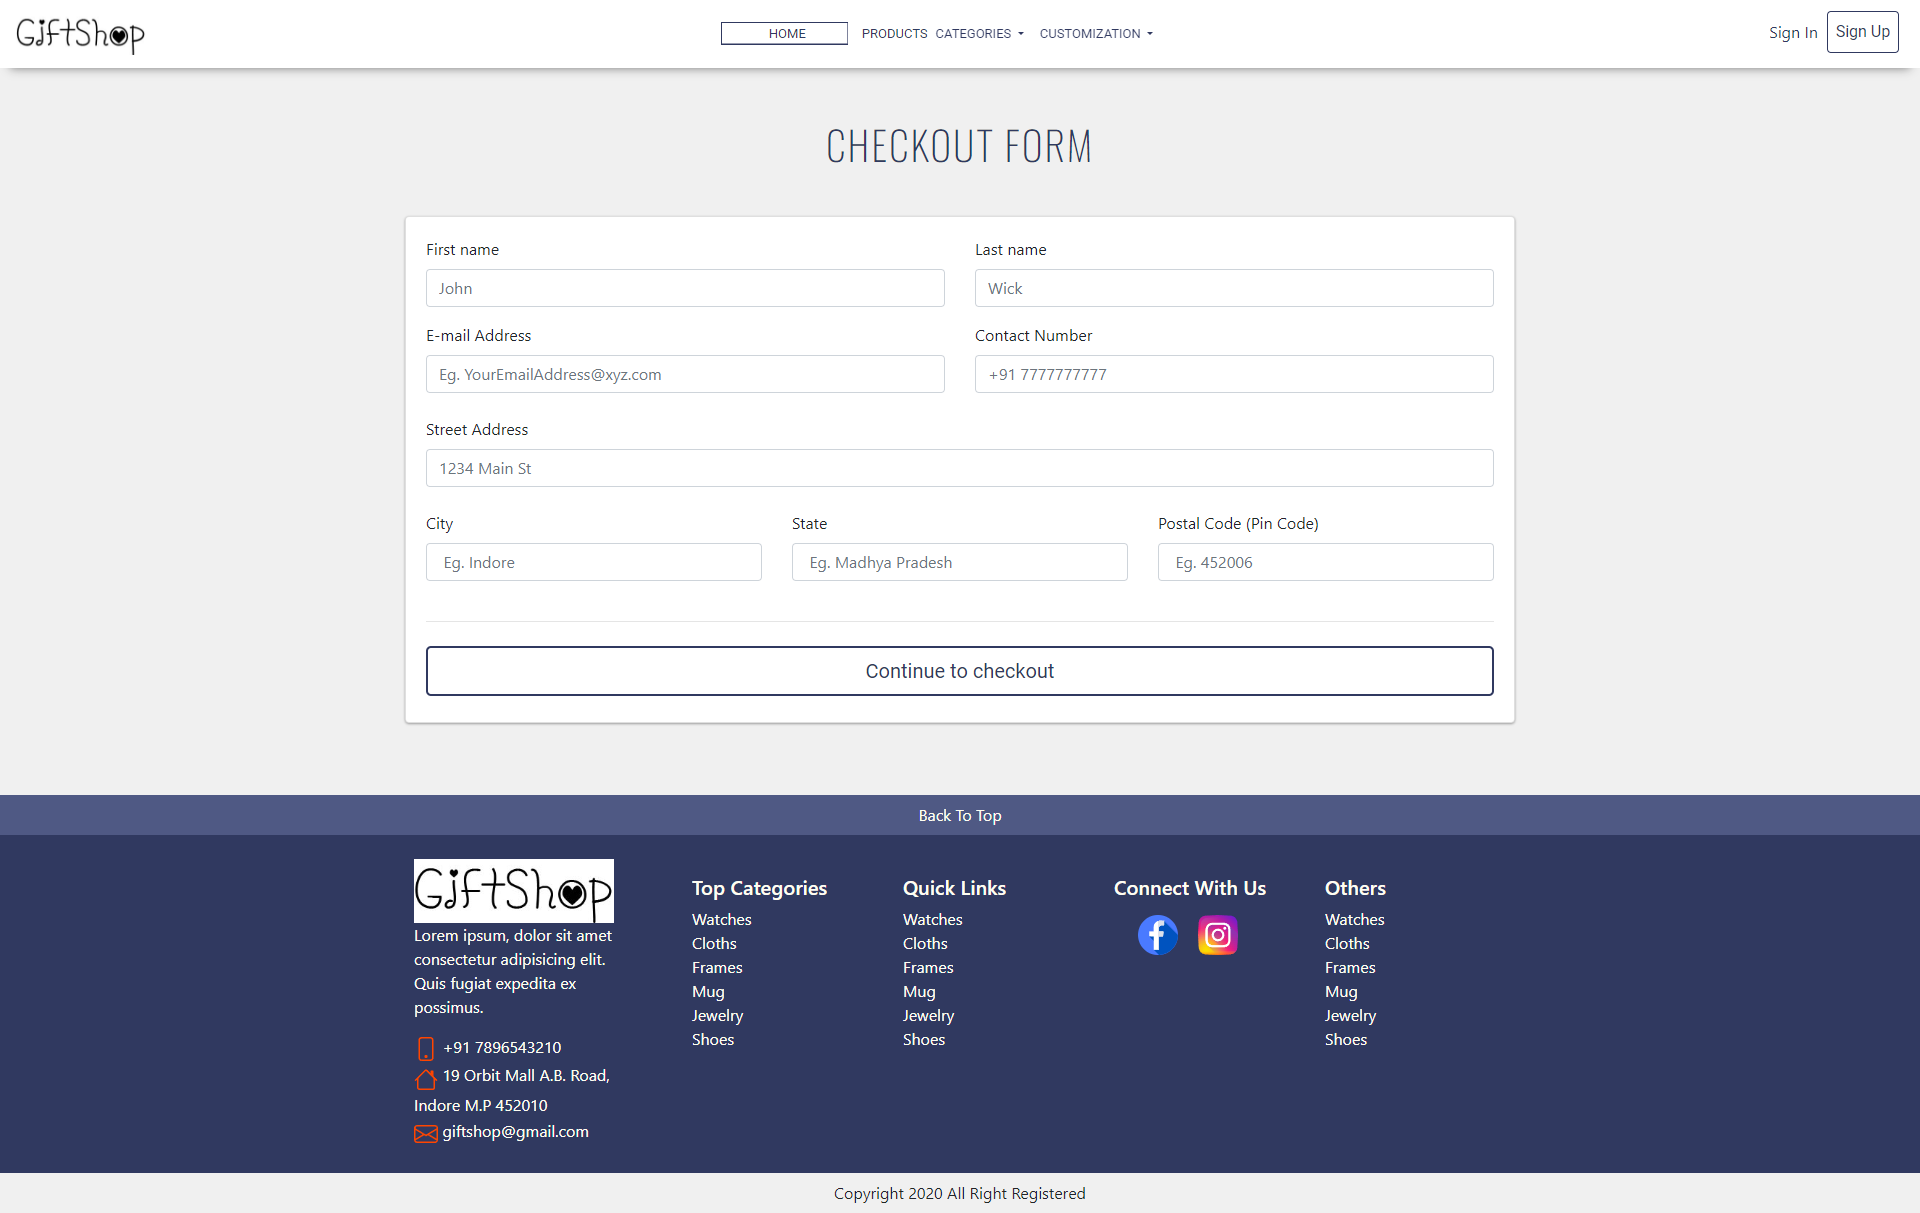 GiftShop
HOME PRODUCTS CATEGORIES CUSTOMIZATION
Sign In Sign Up
CHECKOUT FORM
First name Last name
John Wick
E-mail Address Contact Number
Eg. YourEmailAddress@xyz.com +91 7777777777
Street Address
1234 Main St
City State Postal Code (Pin Code)
Eg. Indore Eg. Madhya Pradesh Eg. 452006
Continue to checkout
Back To Top
GiftShop
Lorem ipsum, dolor sit amet
consectetur adipisicing elit.
Quis fugiat expedita ex
possimus.
+91 7896543210
19 Orbit Mall A.B. Road,
Indore M.P 452010
giftshop@gmail.com
Top Categories
Watches
Cloths
Frames
Mug
Jewelry
Shoes
Quick Links
Watches
Cloths
Frames
Mug
Jewelry
Shoes
Connect With Us
Others
Watches
Cloths
Frames
Mug
Jewelry
Shoes
Copyright 2020 All Right Registered